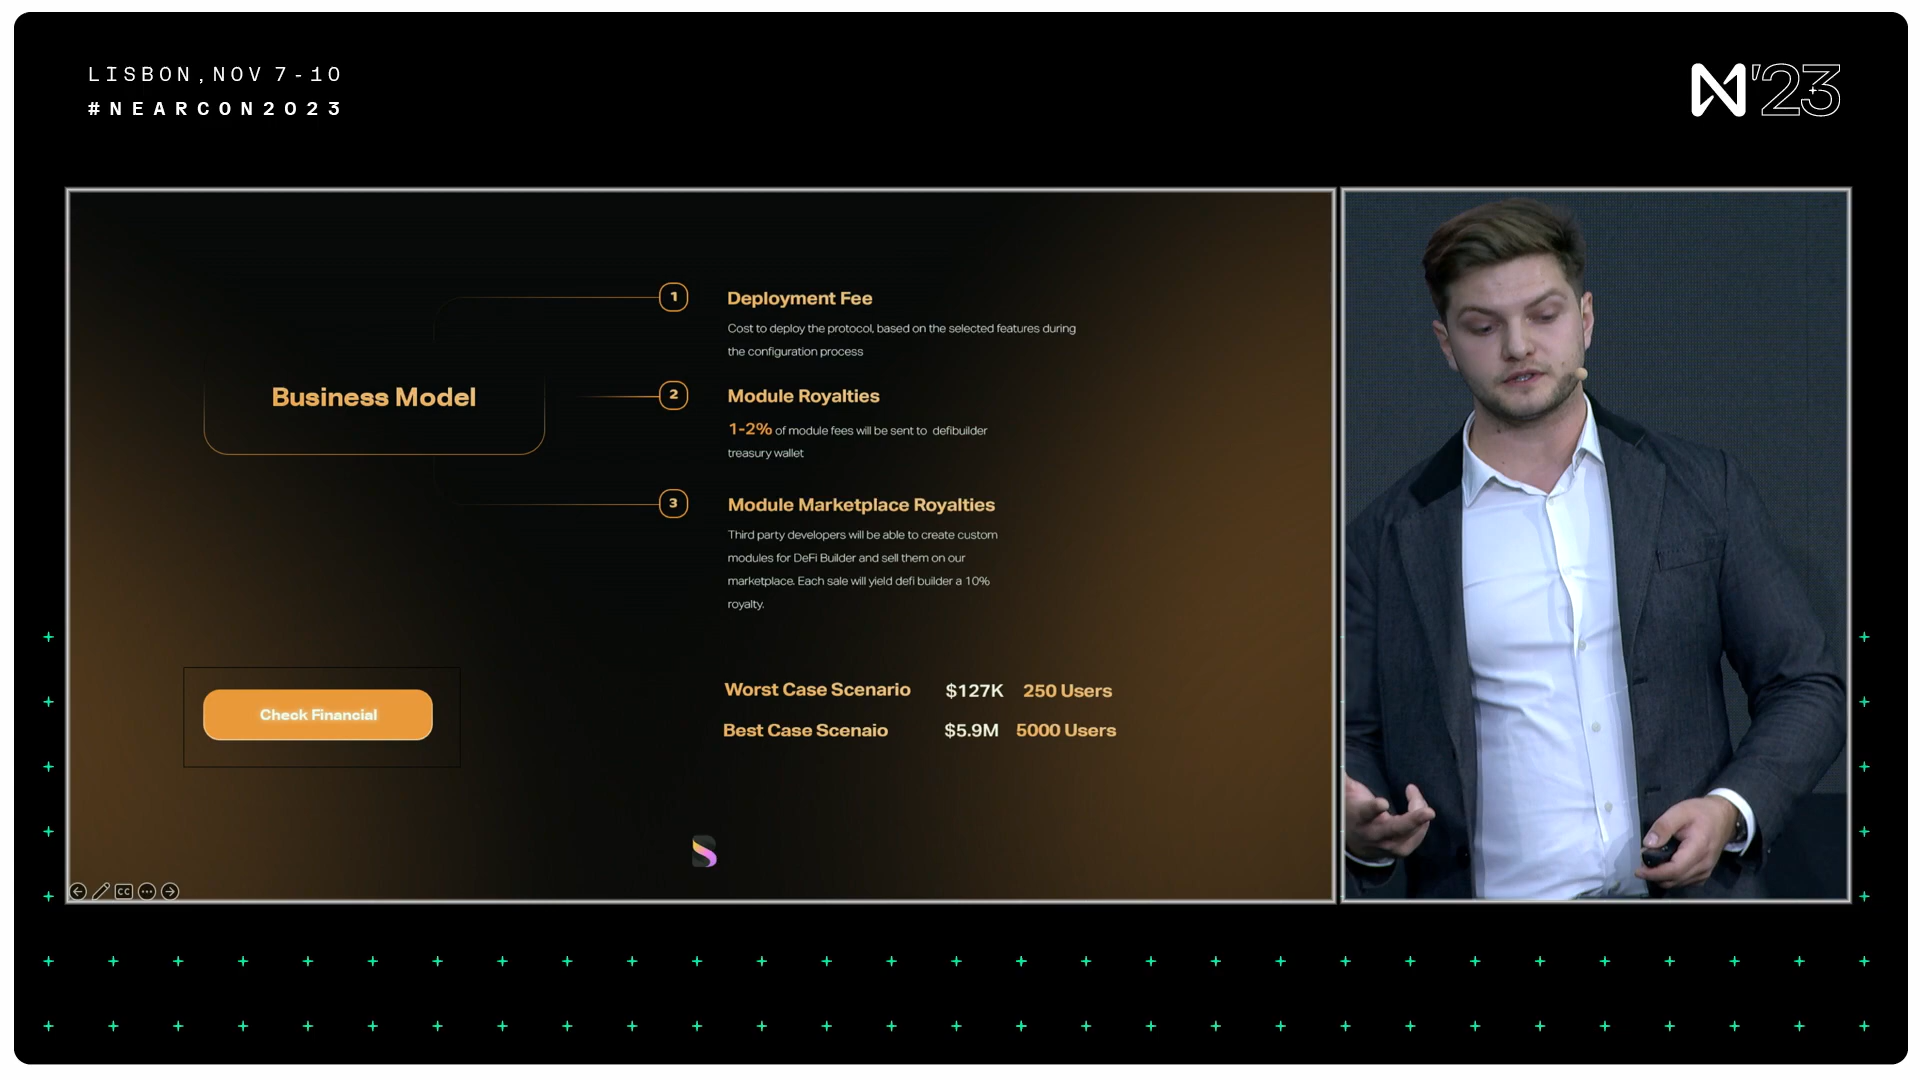 LISBON, NOV 7-10
#NEARCON2023
'23
Business Model
1
Deployment Fee
Cost to deploy the protocol, based on the selected features during
the configuration process
2
Module Royalties
1-2% of module fees will be sent to defibuilder
treasury wallet
3
Module Marketplace Royalties
Third party developers will be able to create custom
modules for DeFi Builder and sell them on our
marketplace. Each sale will yield defi builder a 10%
royalty.
Check Financial
Worst Case Scenario $127K 250 Users
Best Case Scenaio $5.9M 5000 Users
CC